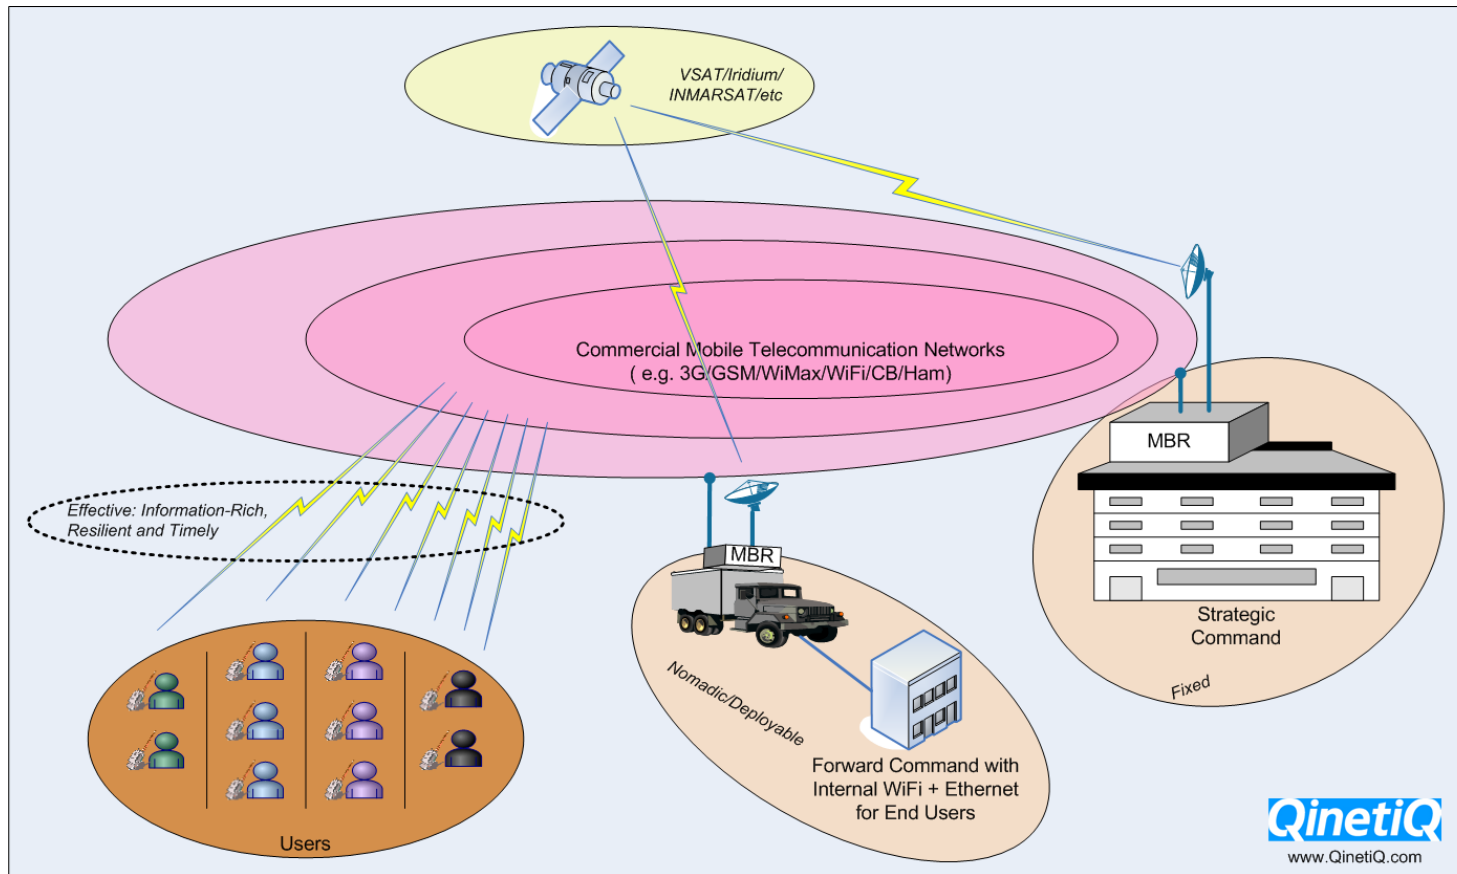 VSAT/Iridium/
INMARSAT/etc
Commercial Mobile Telecommunication Networks
( e.g. 3G/GSM/WiMax/WiFi/CB/Ham)
MBR
Effective: Information-Rich,
Resilient and Timely
MBR
Strategic
Command
Fixed
Nomadic/Deployable
Forward Command with
Internal WiFi + Ethernet
for End Users
Users
QinetiQ
www.QinetiQ.com